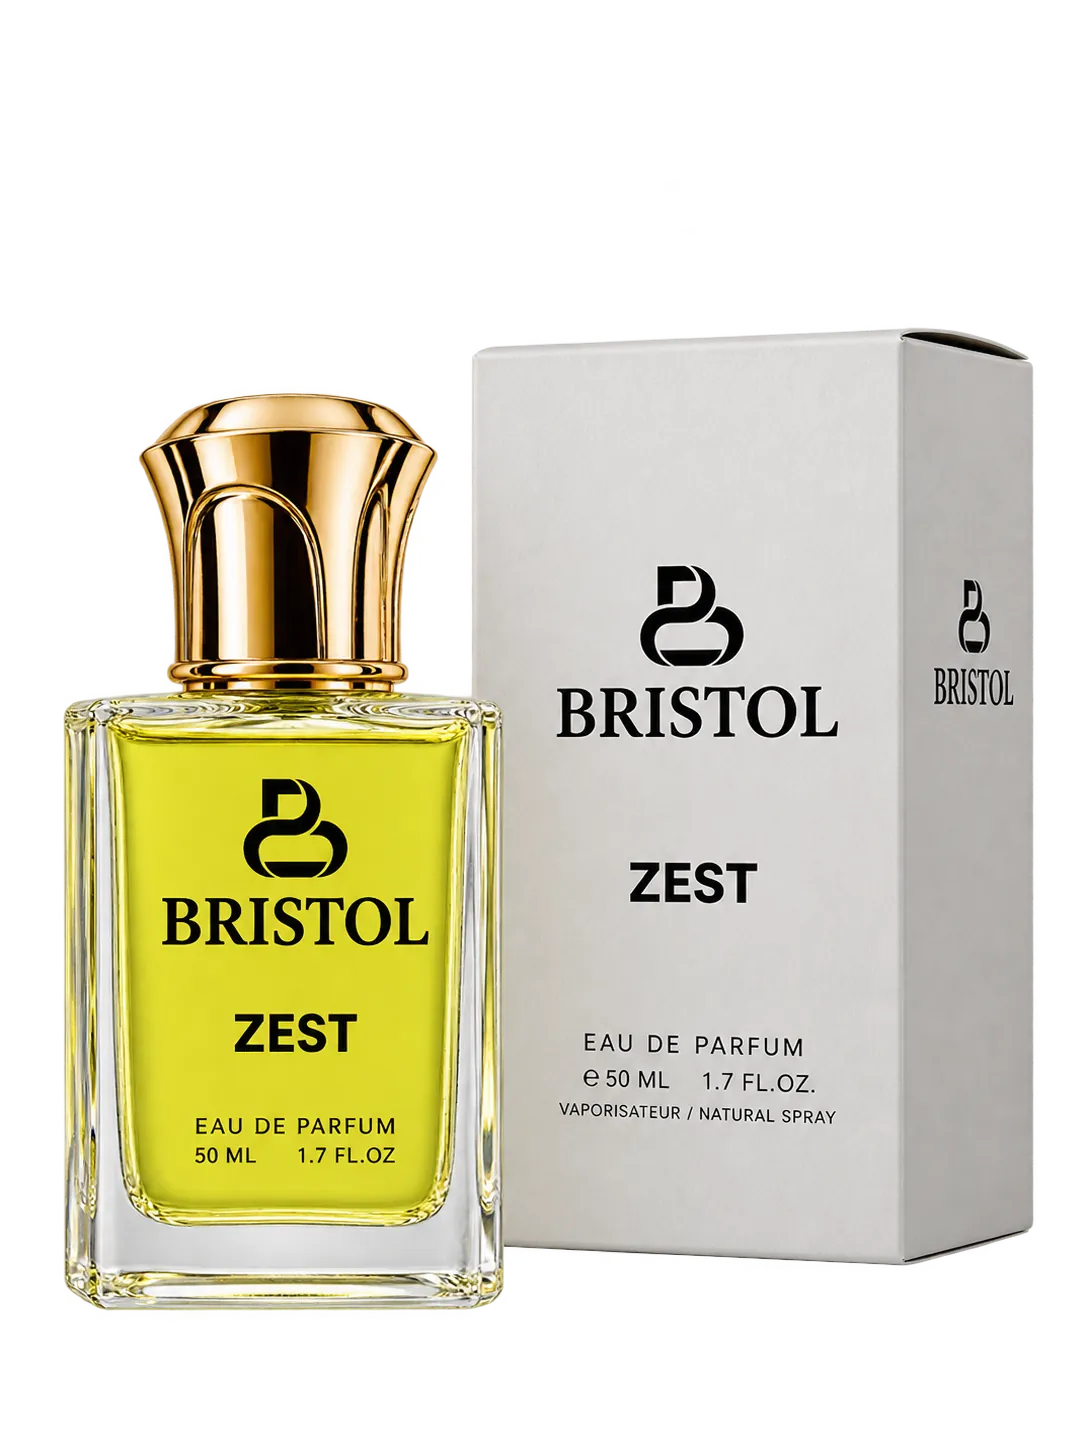 BRISTOL
ZEST
EAU DE PARFUM
50 ML 1.7 FL.OZ
BRISTOL
ZEST
EAU DE PARFUM
℮ 50 ML 1.7 FL.OZ.
VAPORISATEUR / NATURAL SPRAY
BRISTOL